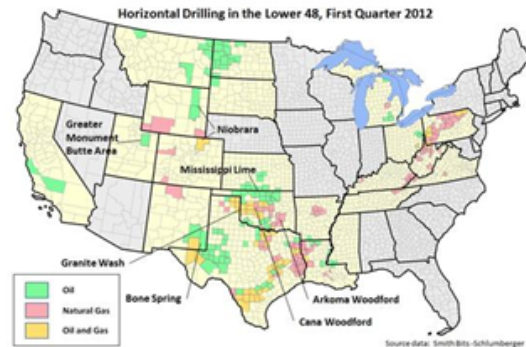 Horizontal Drilling in the Lower 48, First Quarter 2012
Greater
Monument
Butte Area
Niobrara
Mississippi Lime
Granite Wash
Bone Spring
Arkoma Woodford
Cana Woodford
Oil
Natural Gas
Oil and Gas
Source data: Smith Bits -Schlumberger